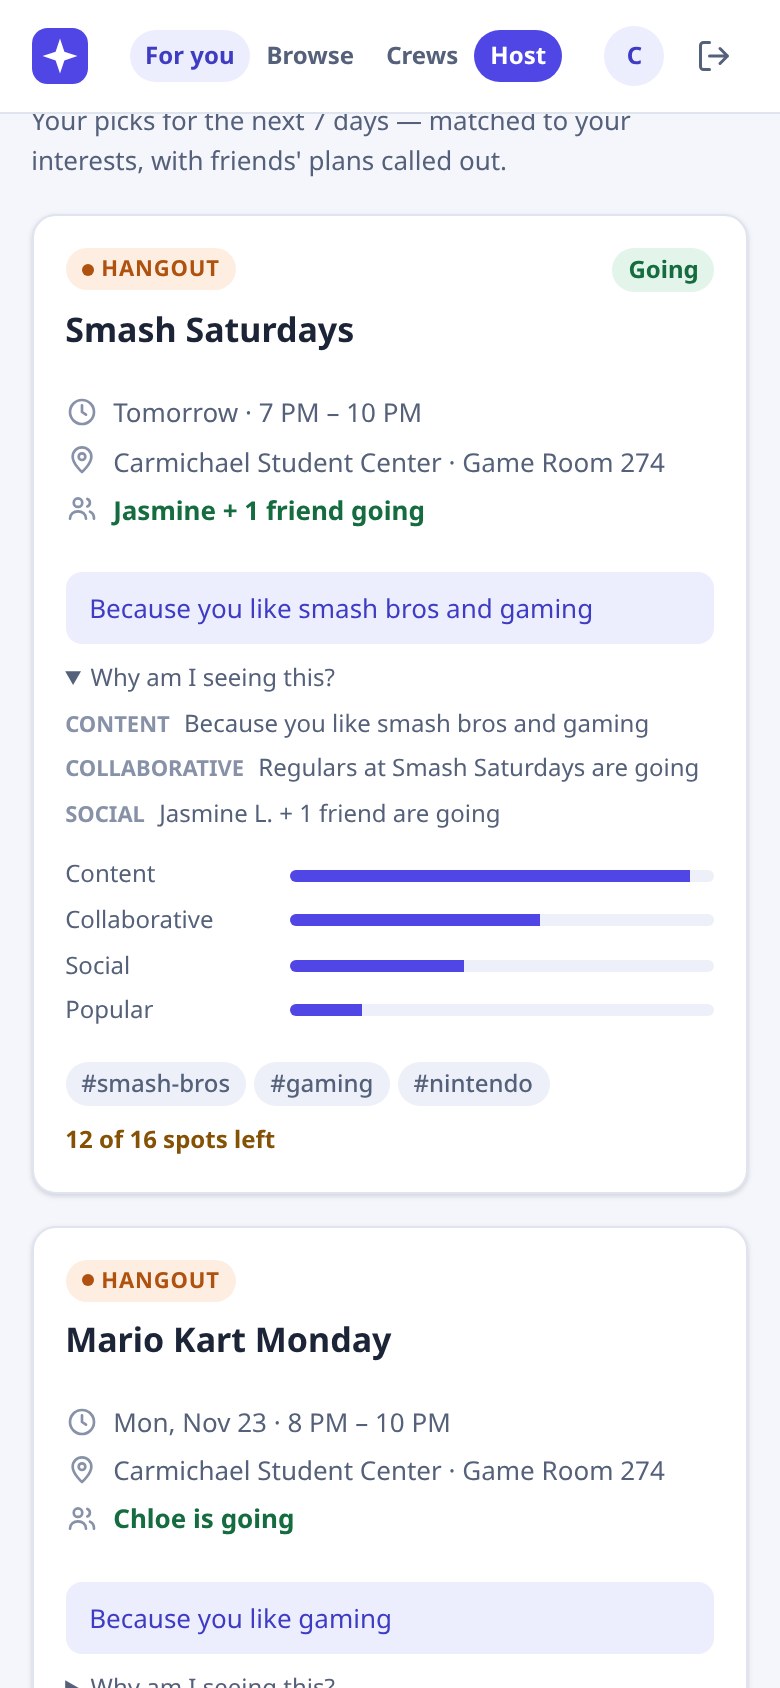 For you Browse Crews Host C
Your picks for the next 7 days — matched to your
interests, with friends' plans called out.
HANGOUT Going
Smash Saturdays
Tomorrow · 7 PM – 10 PM
Carmichael Student Center · Game Room 274
Jasmine + 1 friend going
Because you like smash bros and gaming
Why am I seeing this?
CONTENT Because you like smash bros and gaming
COLLABORATIVE Regulars at Smash Saturdays are going
SOCIAL Jasmine L. + 1 friend are going
Content
Collaborative
Social
Popular
#smash-bros #gaming #nintendo
12 of 16 spots left
HANGOUT
Mario Kart Monday
Mon, Nov 23 · 8 PM – 10 PM
Carmichael Student Center · Game Room 274
Chloe is going
Because you like gaming
Why am I seeing this?